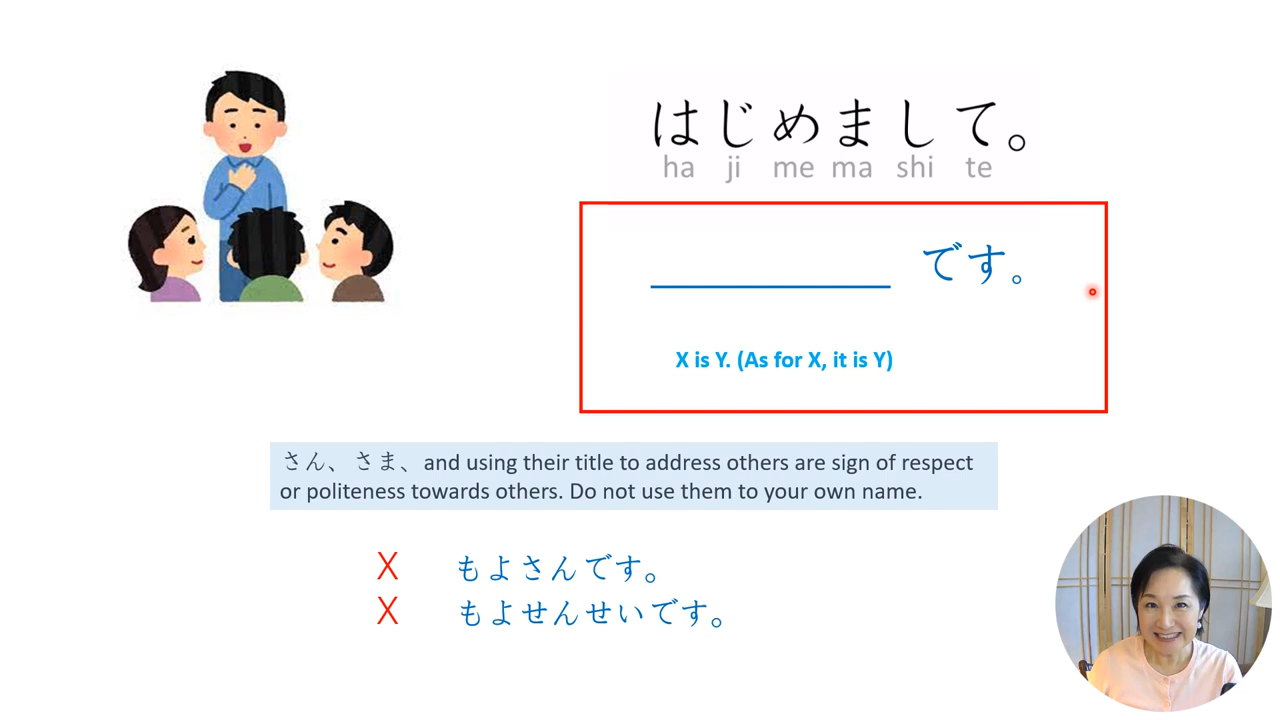 はじめまして。
ha ji me ma shi te
です。
X is Y. (As for X, it is Y)
さん、さま、and using their title to address others are sign of respect
or politeness towards others. Do not use them to your own name.
X もよさんです。
X もよせんせいです。